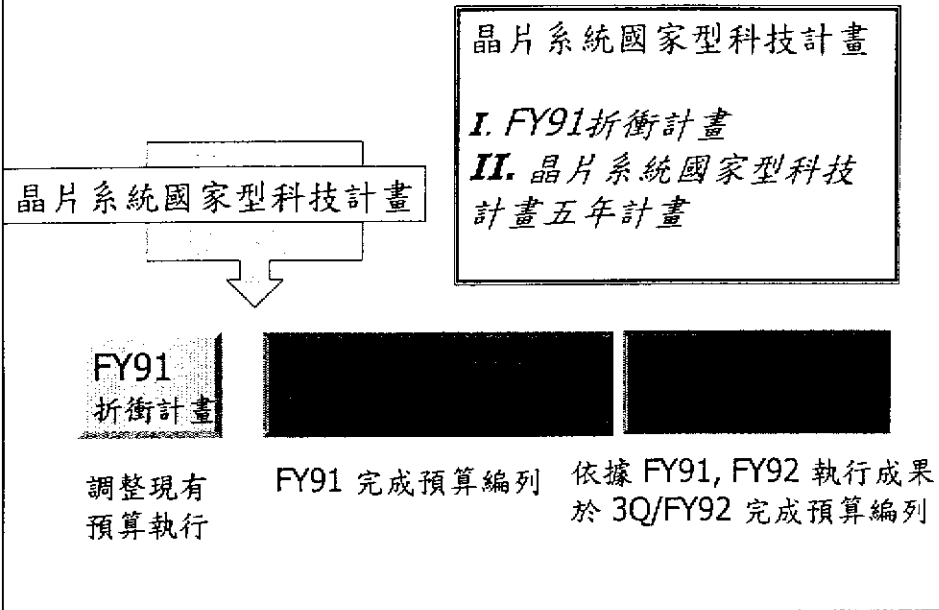 晶片系統國家型科技計畫
I. FY91折衝計畫
II. 晶片系統國家型科技
計畫五年計畫
晶片系統國家型科技計畫
FY91
折衝計畫
調整現有
預算執行
FY91 完成預算編列
依據 FY91, FY92 執行成果
於 3Q/FY92 完成預算編列